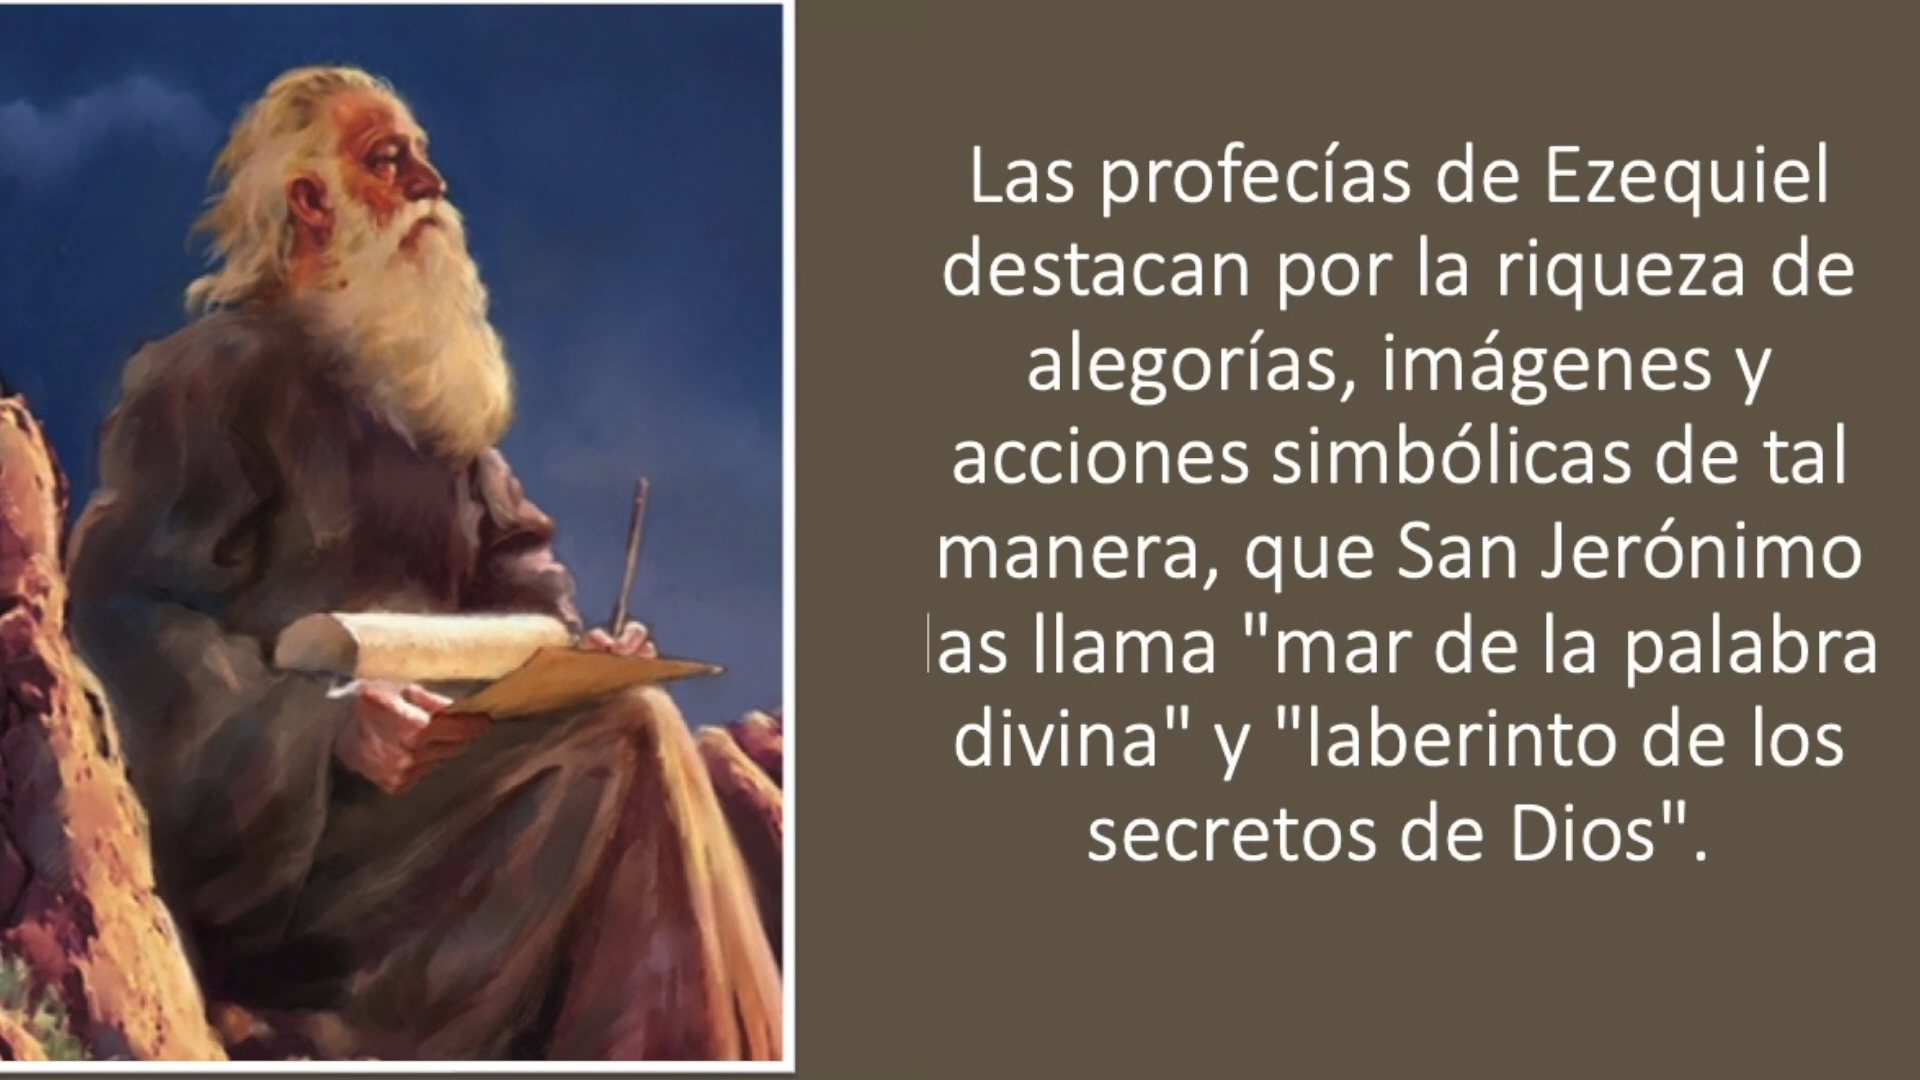 Las profecías de Ezequiel
destacan por la riqueza de
alegorías, imágenes y
acciones simbólicas de tal
manera, que San Jerónimo
las llama "mar de la palabra
divina" y "laberinto de los
secretos de Dios".